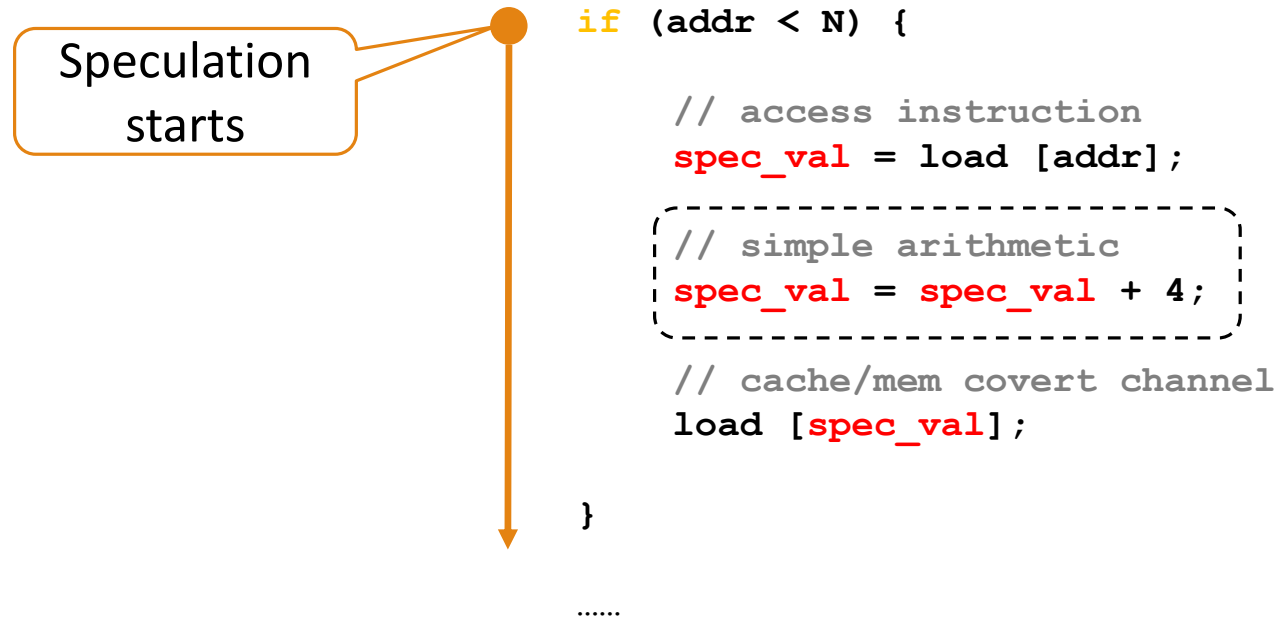 Speculation
starts
if (addr < N) {
// access instruction
spec_val = load [addr];
// simple arithmetic
spec_val = spec_val + 4;
// cache/mem covert channel
load [spec_val];
}
……